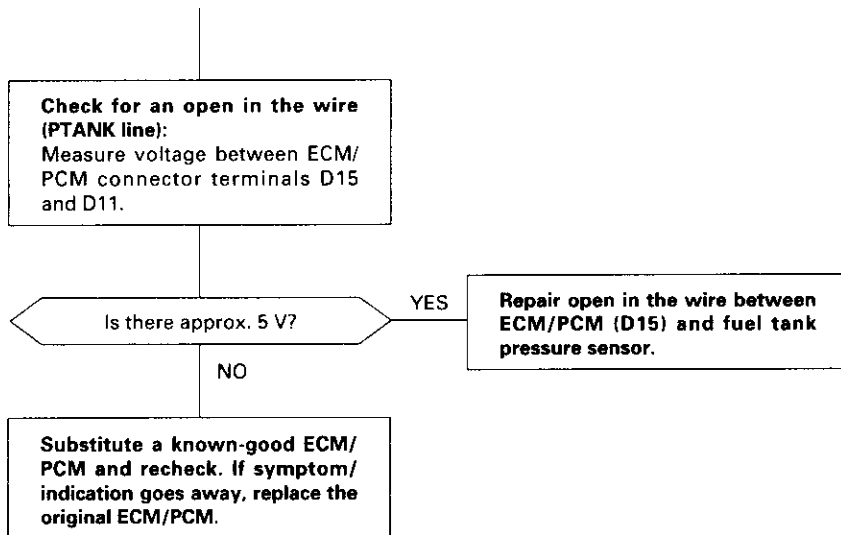 Check for an open in the wire
(PTANK line):
Measure voltage between ECM/
PCM connector terminals D15
and D11.
Is there approx. 5 V?
YES
Repair open in the wire between
ECM/PCM (D15) and fuel tank
pressure sensor.
NO
Substitute a known-good ECM/
PCM and recheck. If symptom/
indication goes away, replace the
original ECM/PCM.